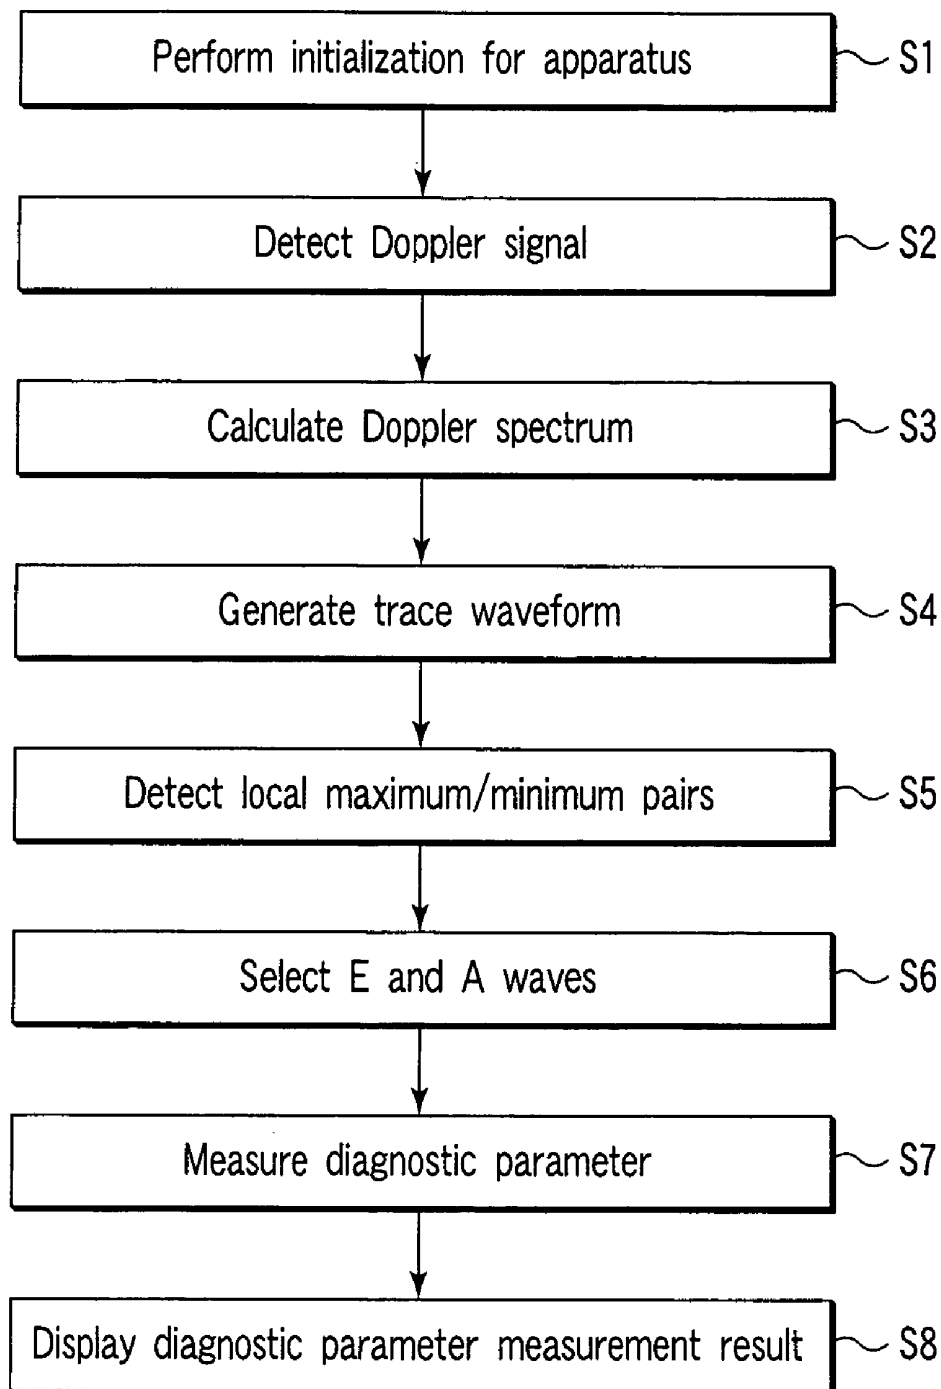 Perform initialization for apparatus S1
Detect Doppler signal S2
Calculate Doppler spectrum S3
Generate trace waveform S4
Detect local maximum/minimum pairs S5
Select E and A waves S6
Measure diagnostic parameter S7
Display diagnostic parameter measurement result S8